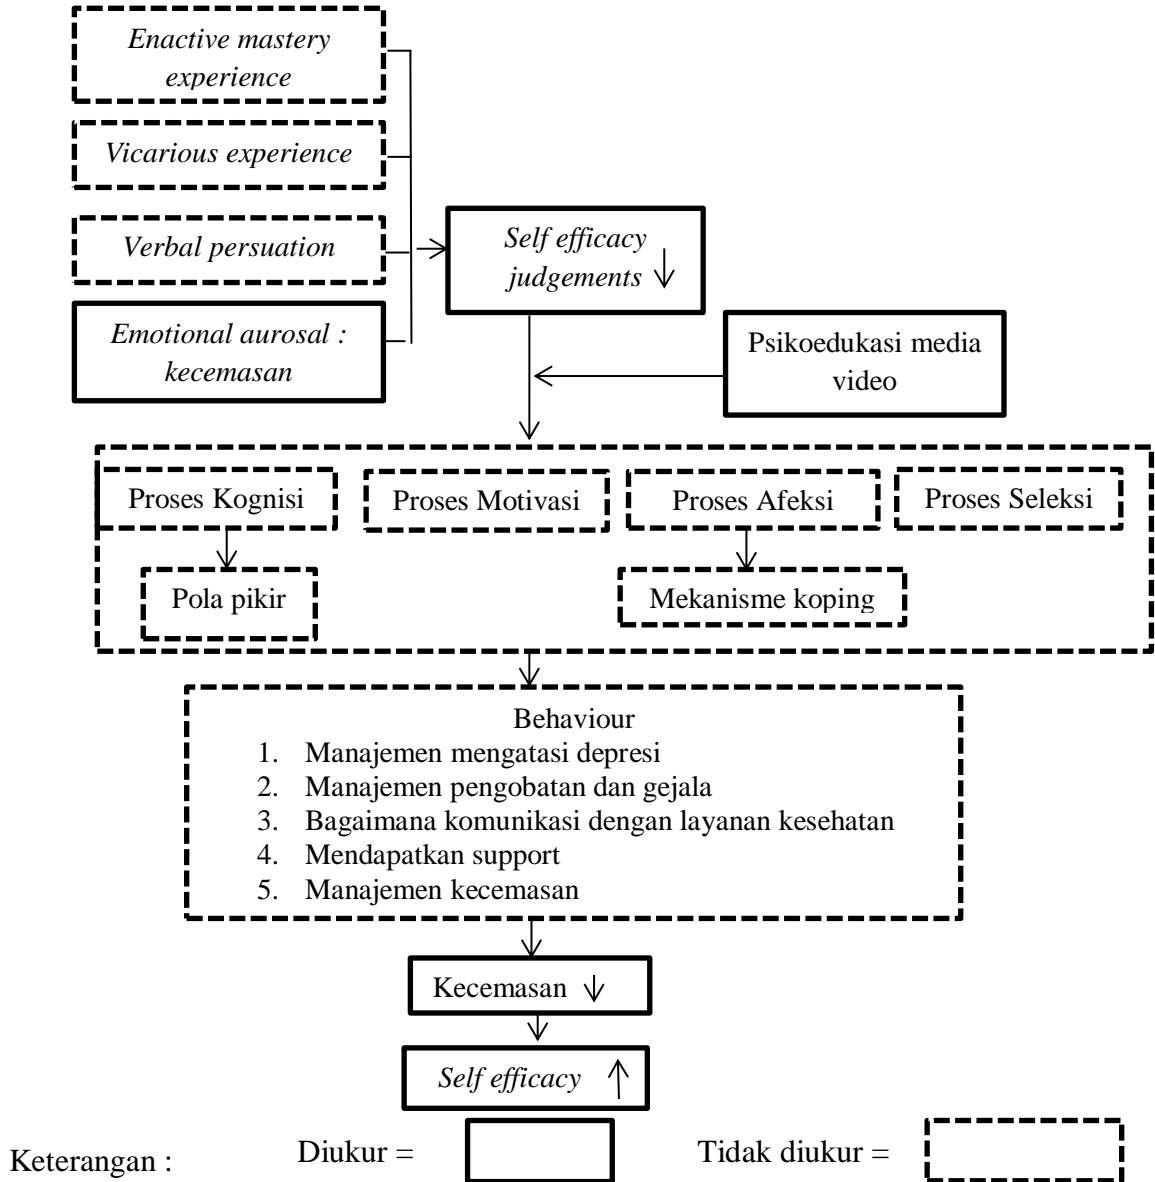 Enactive mastery
experience
Vicarious experience
Verbal persuation
Emotional aurosal :
kecemasan
Self efficacy
judgements ↓
Psikoedukasi media
video
Proses Kognisi
Proses Motivasi
Proses Afeksi
Proses Seleksi
Pola pikir
Mekanisme koping
Behaviour
1. Manajemen mengatasi depresi
2. Manajemen pengobatan dan gejala
3. Bagaimana komunikasi dengan layanan kesehatan
4. Mendapatkan support
5. Manajemen kecemasan
Kecemasan ↓
Self efficacy ↑
Keterangan :
Diukur =
Tidak diukur =